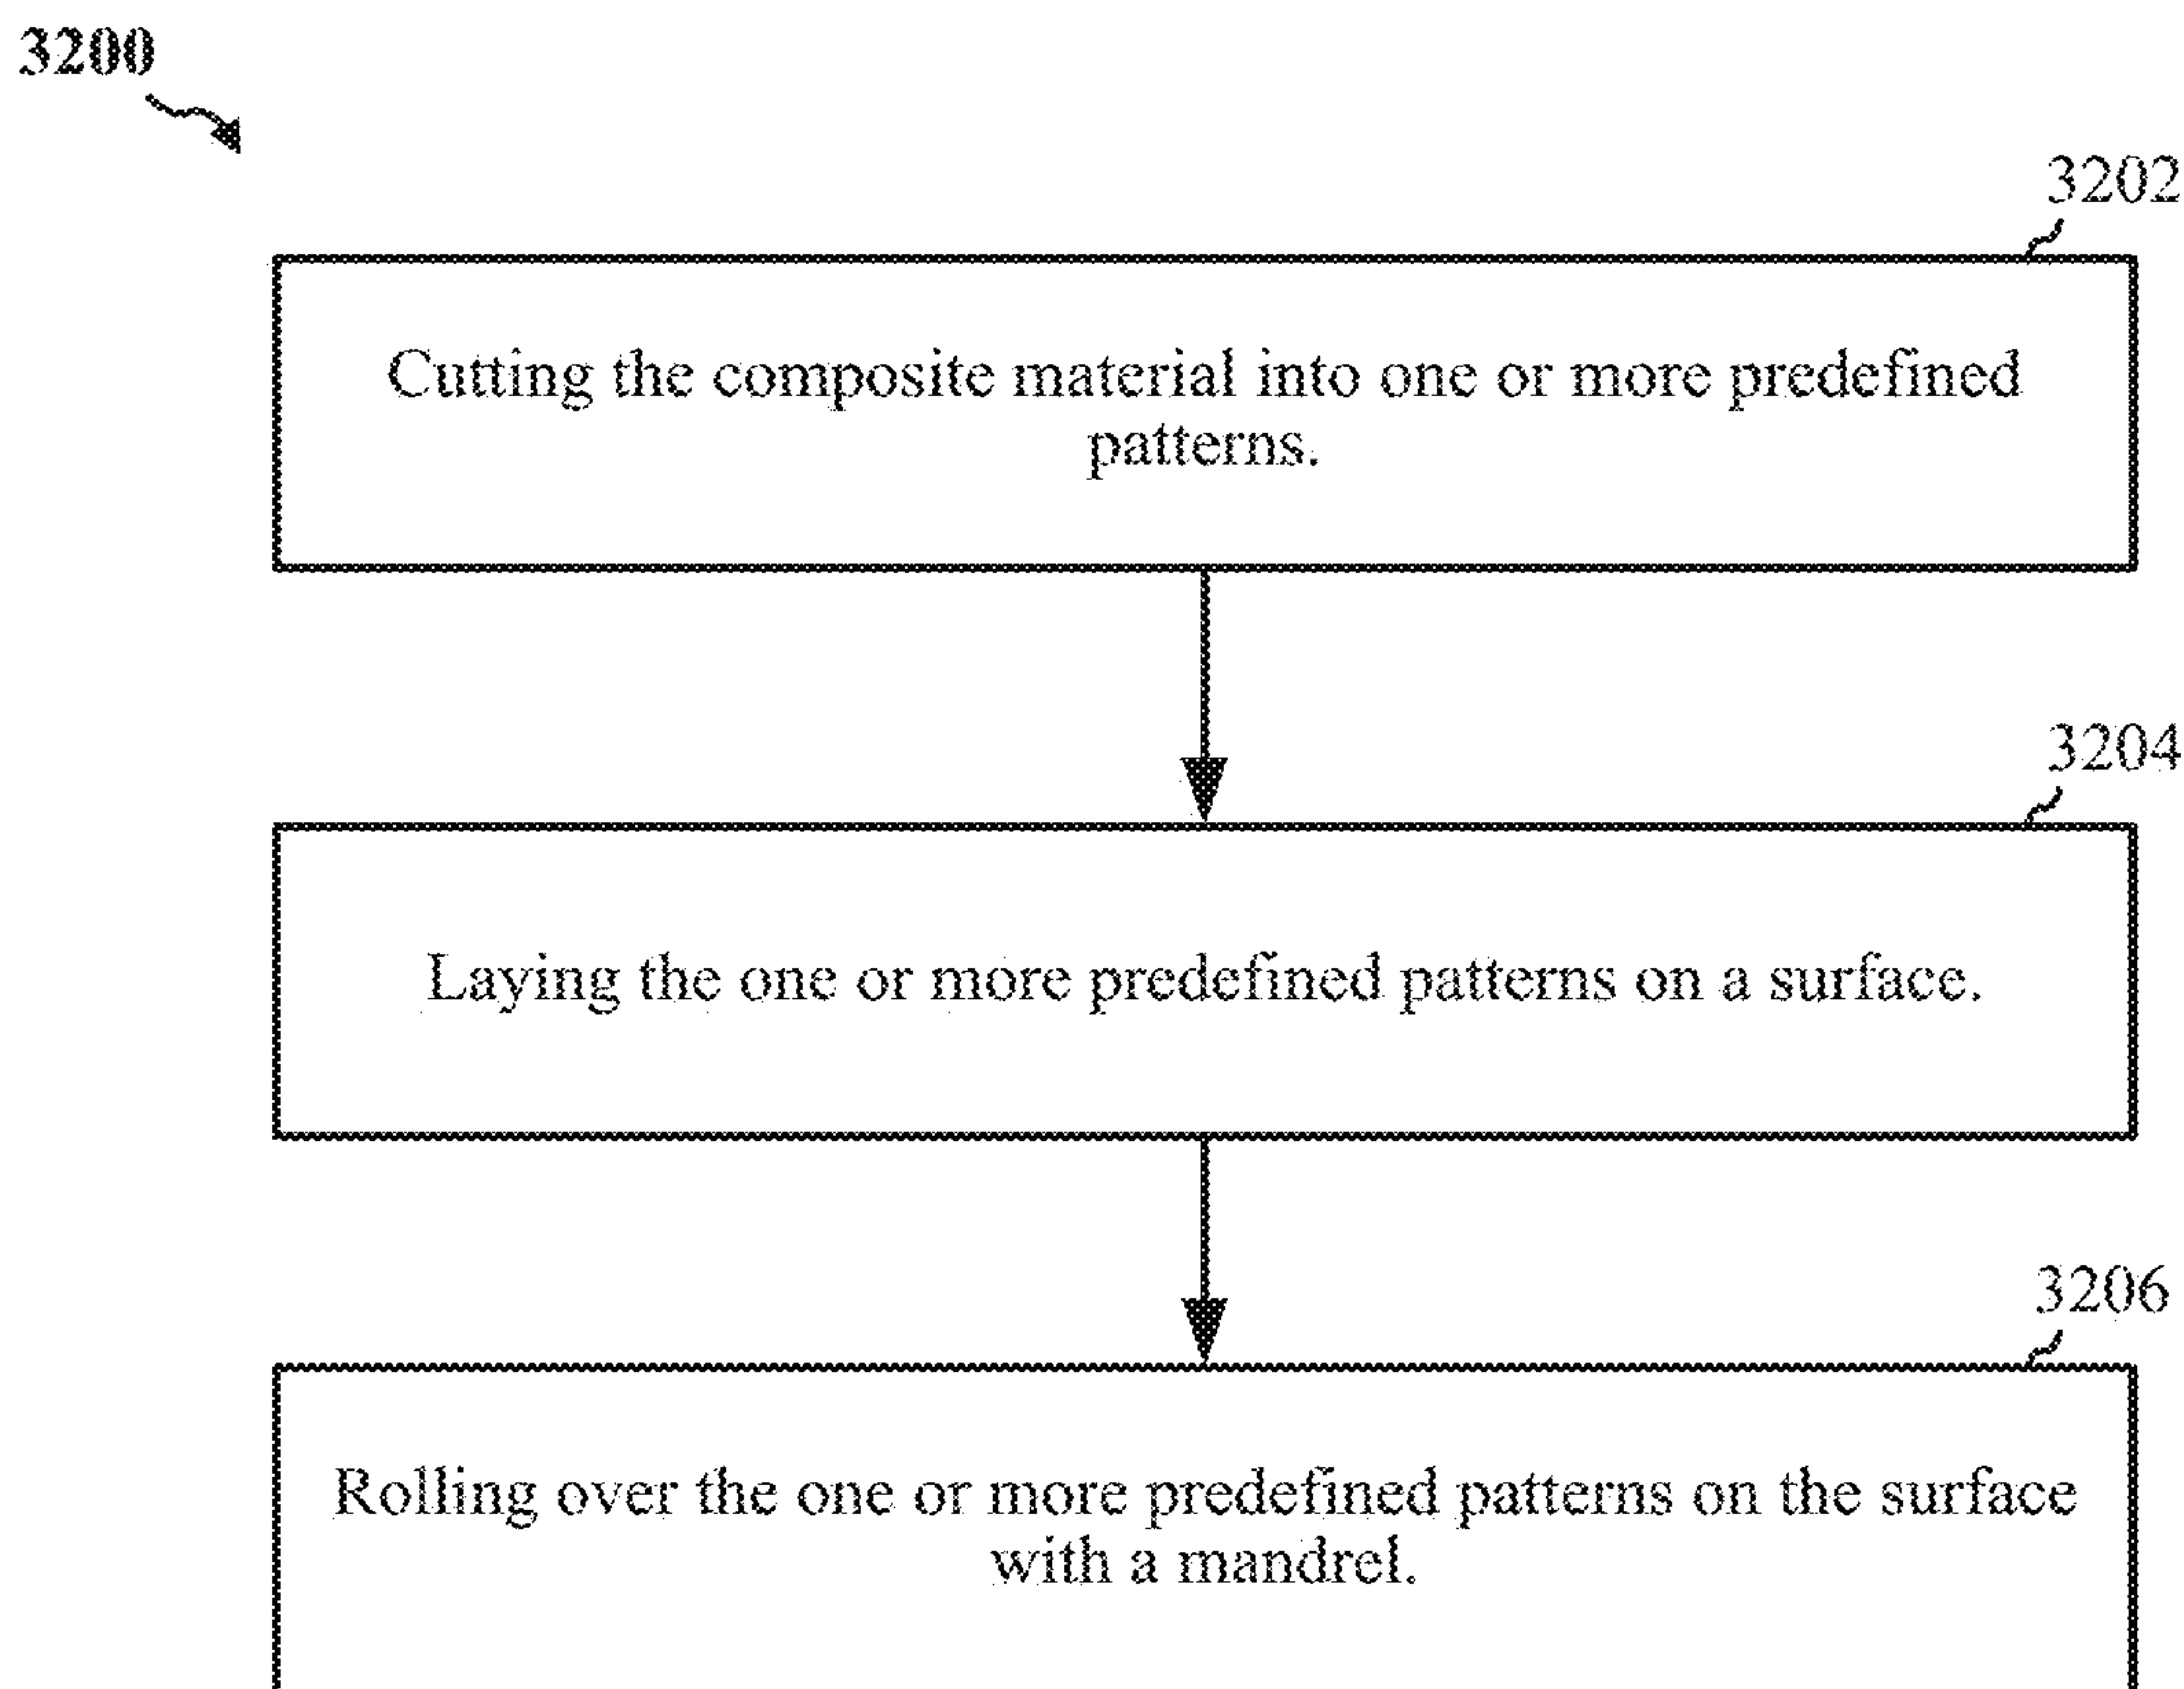 3200
3202
Cutting the composite material into one or more predefined
patterns.
3204
Laying the one or more predefined patterns on a surface.
3206
Rolling over the one or more predefined patterns on the surface
with a mandrel.